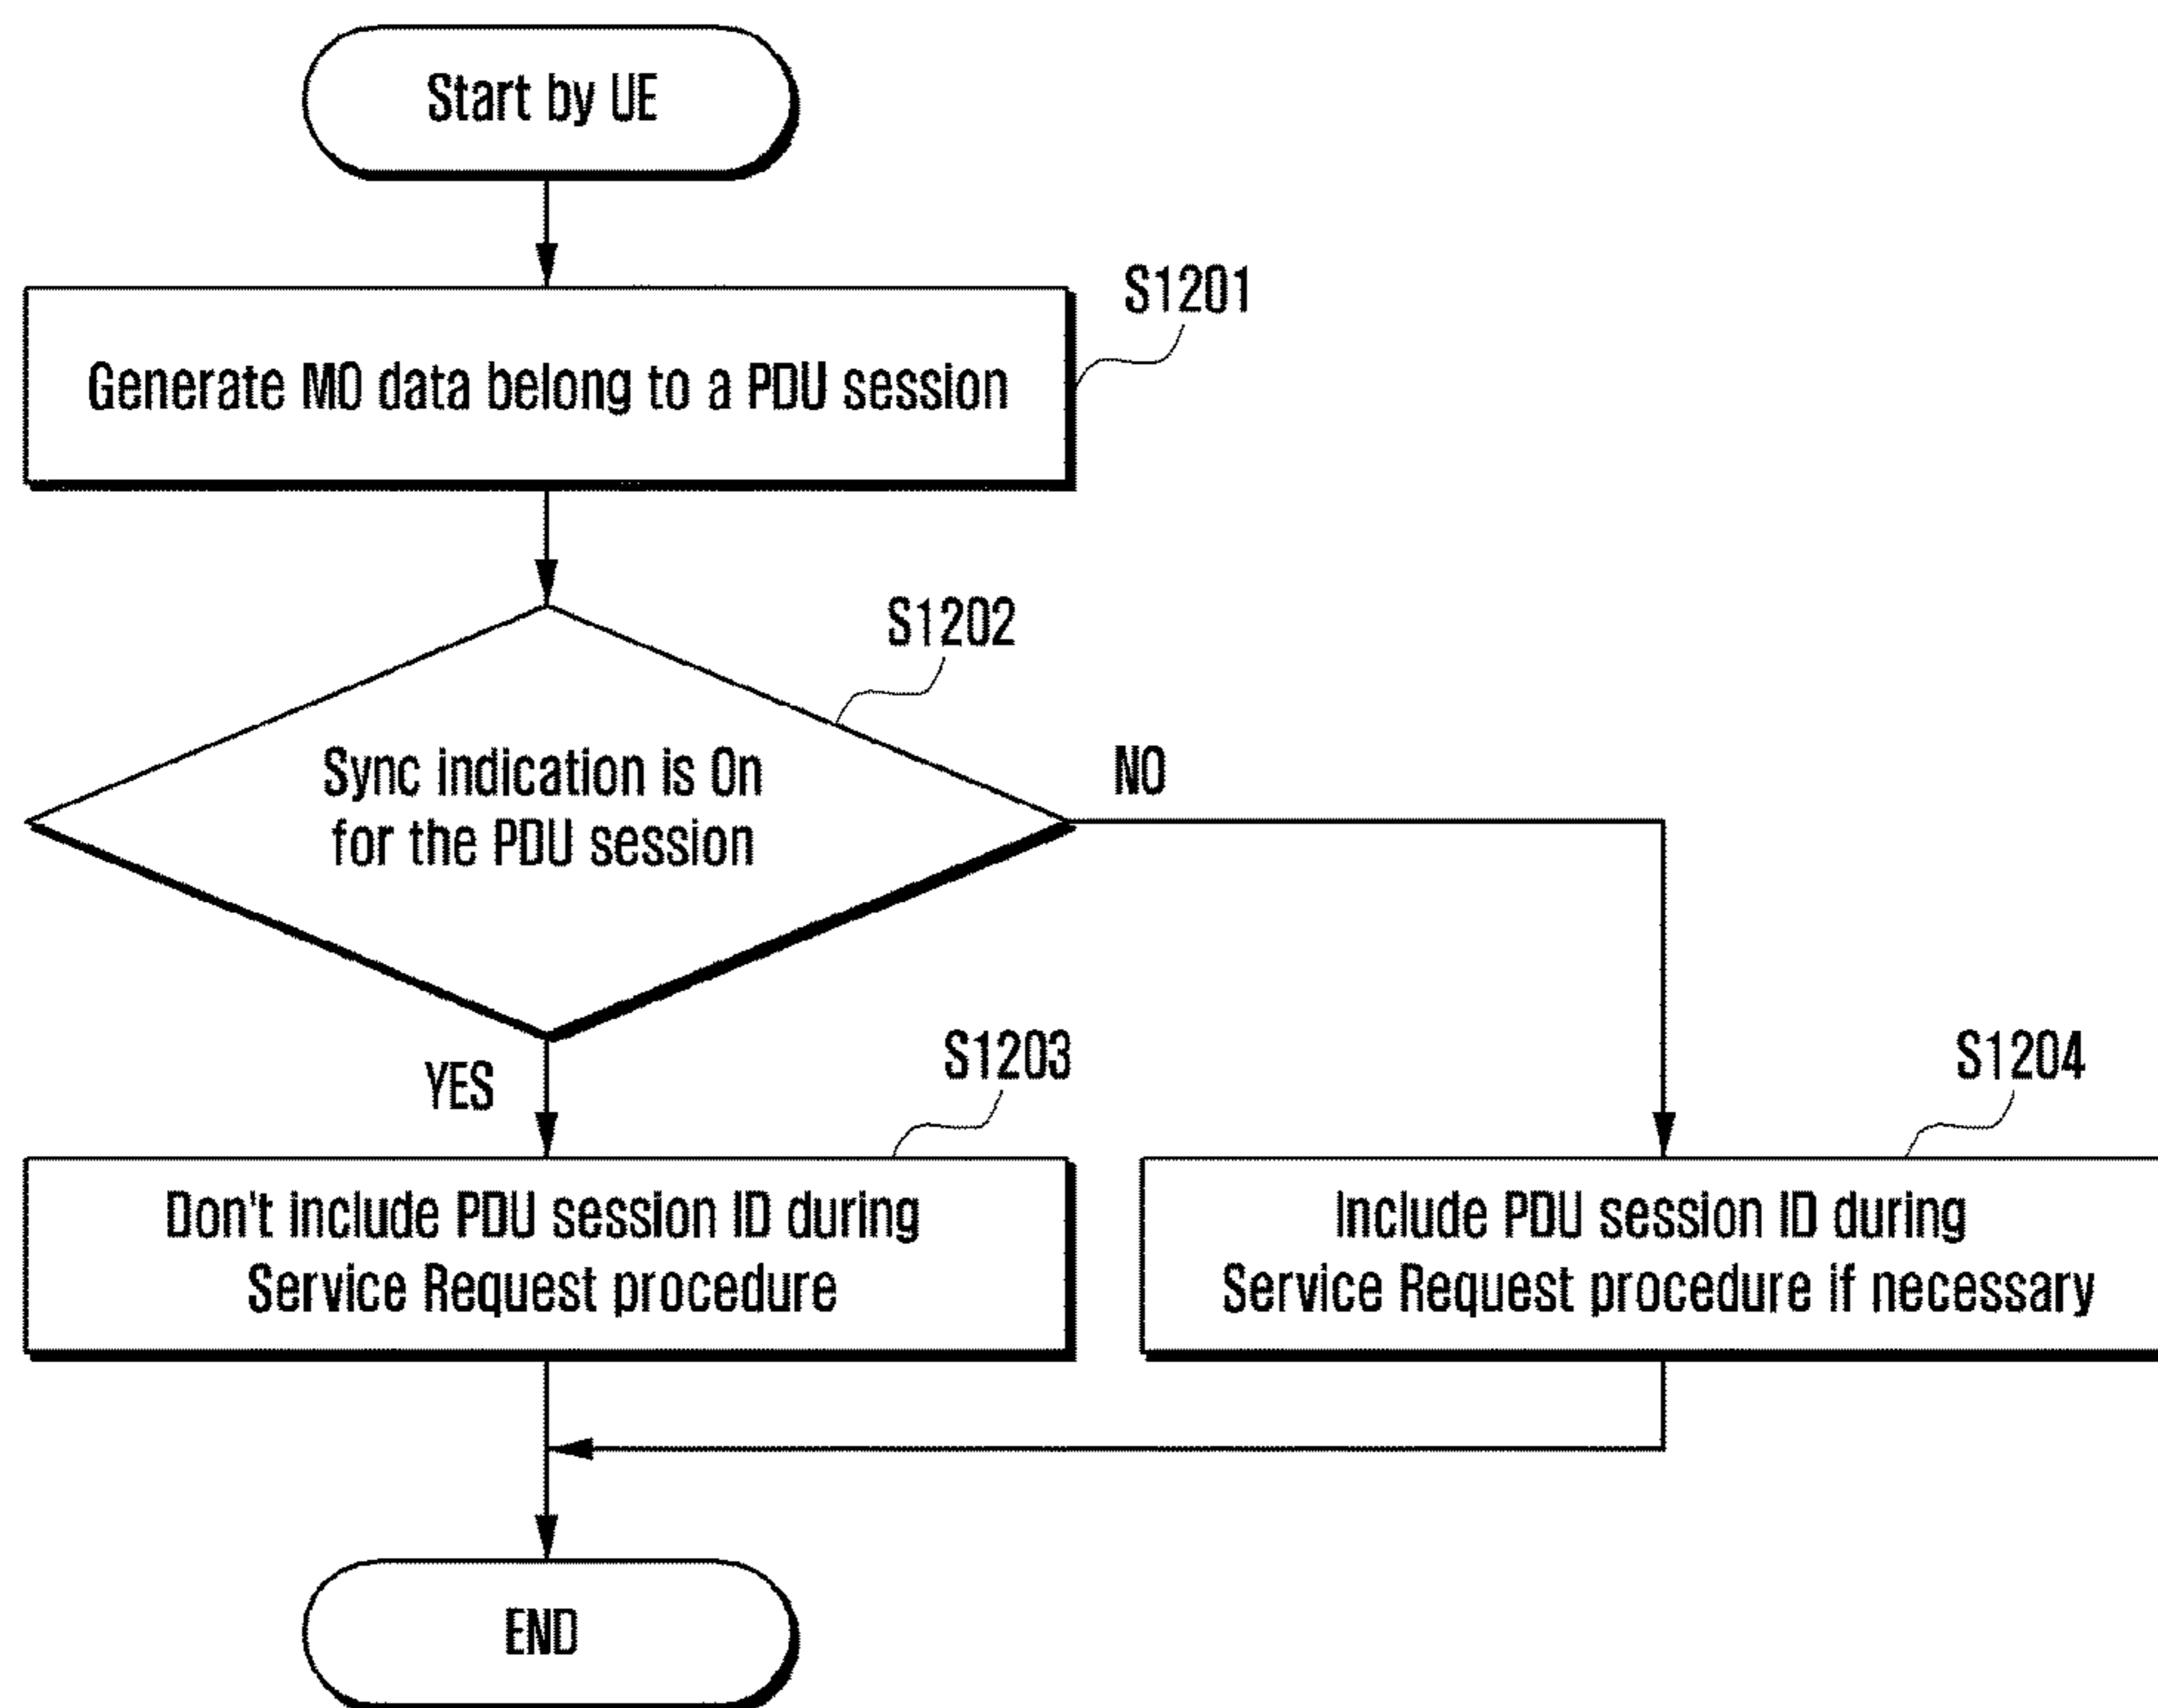 Start by UE
S1201
Generate MO data belong to a PDU session
S1202
Sync indication is On
for the PDU session
NO
YES
S1203
S1204
Don't include PDU session ID during
Service Request procedure
Include PDU session ID during
Service Request procedure if necessary
END